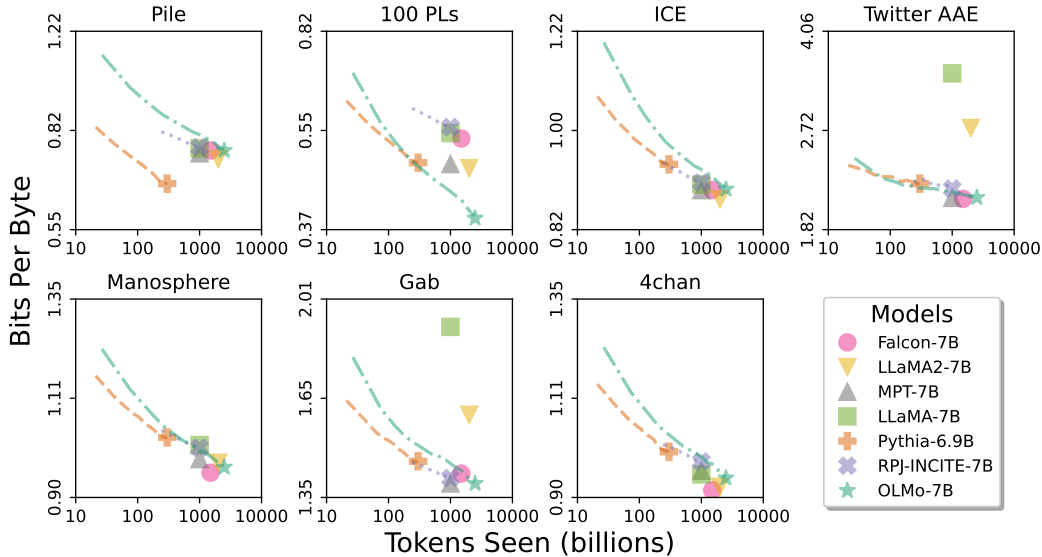 Pile
100 PLs
ICE
Twitter AAE
1.22
0.82
0.55
10 100 1000 10000
0.82
0.55
0.37
10 100 1000 10000
1.22
1.00
0.82
10 100 1000 10000
4.06
2.72
1.82
10 100 1000 10000
Bits Per Byte
Manosphere
Gab
4chan
1.35
1.11
0.90
10 100 1000 10000
2.01
1.65
1.35
10 100 1000 10000
1.35
1.11
0.90
10 100 1000 10000
Models
Falcon-7B
LLaMA2-7B
MPT-7B
LLaMA-7B
Pythia-6.9B
RPJ-INCITE-7B
OLMo-7B
Tokens Seen (billions)